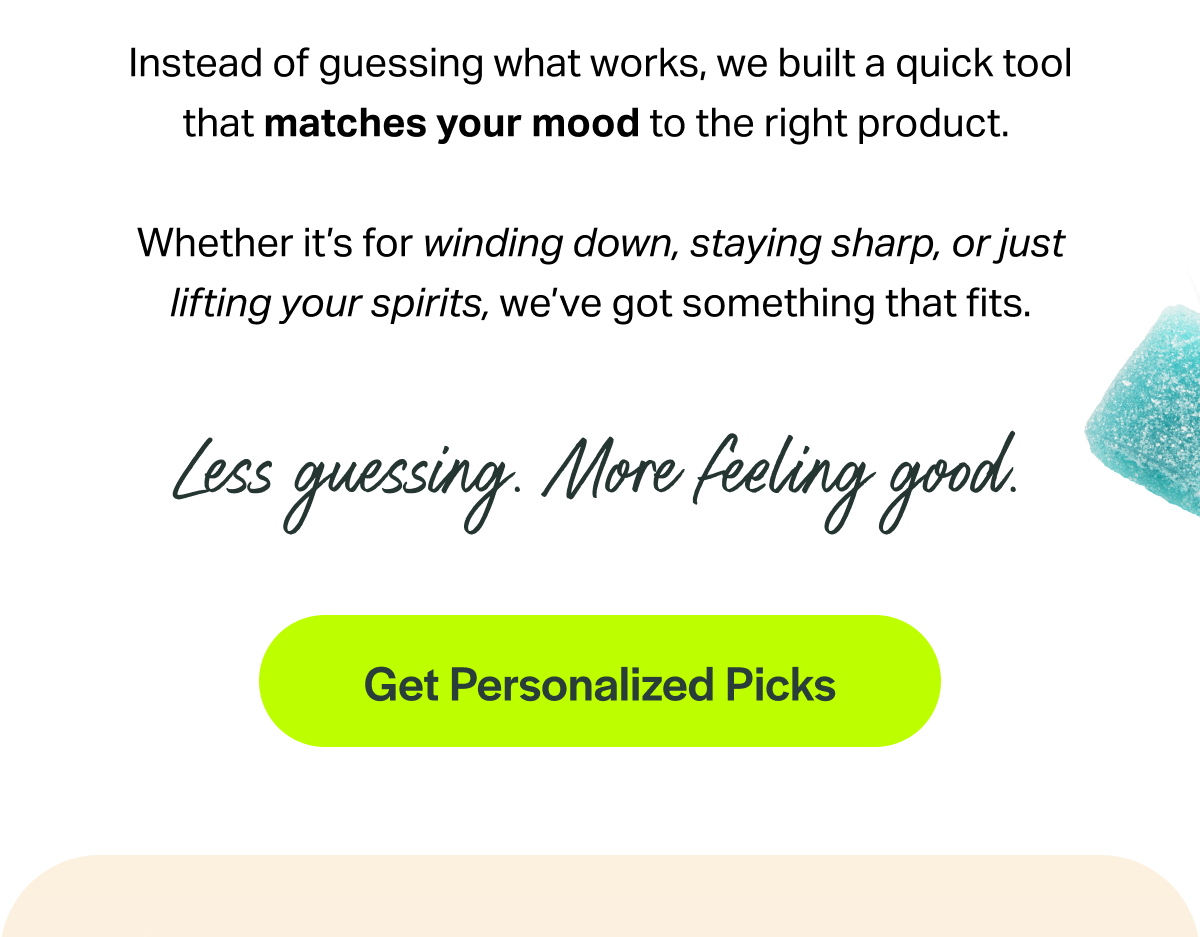 Instead of guessing what works, we built a quick tool
that matches your mood to the right product.
Whether it’s for winding down, staying sharp, or just
lifting your spirits, we’ve got something that fits.
Less guessing. More feeling good.
Get Personalized Picks